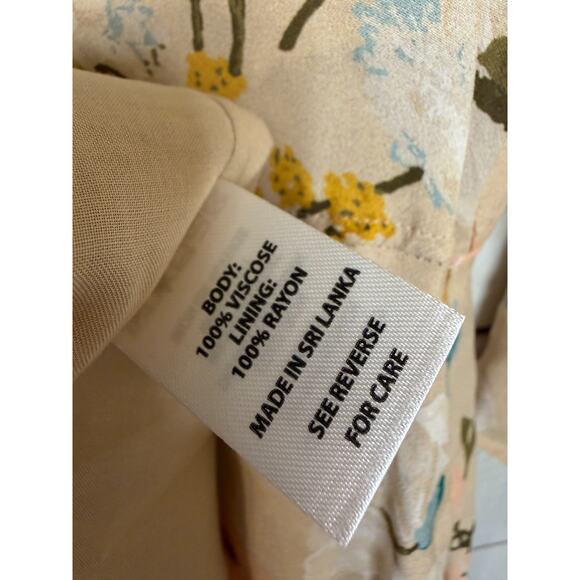 BODY:
100% VISCOSE
LINING:
100% RAYON
MADE IN SRI LANKA
SEE REVERSE
FOR CARE